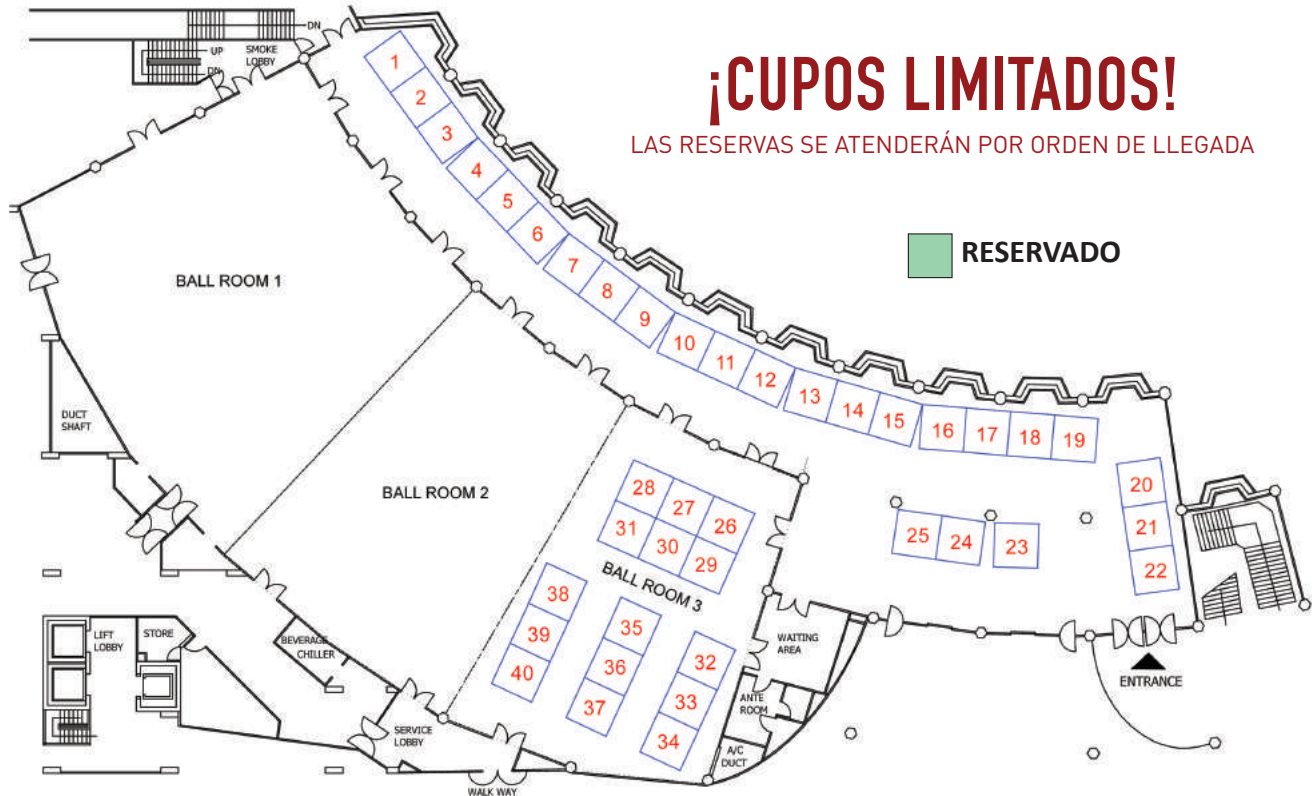 ¡CUPOS LIMITADOS!
LAS RESERVAS SE ATENDERÁN POR ORDEN DE LLEGADA
RESERVADO
DN
UP
DN
SMOKE
LOBBY
1
2
3
4
5
6
7
8
9
10
11
12
13
14
15
16
17
18
19
20
21
22
25
24
23
BALL ROOM 1
DUCT
SHAFT
BALL ROOM 2
28
27
26
31
30
29
BALL ROOM 3
38
39
40
35
36
37
32
33
34
LIFT
LOBBY
STORE
BEVERAGE
CHILLER
SERVICE
LOBBY
WALK WAY
WAITING
AREA
ANTE
ROOM
A/C
DUCT
ENTRANCE